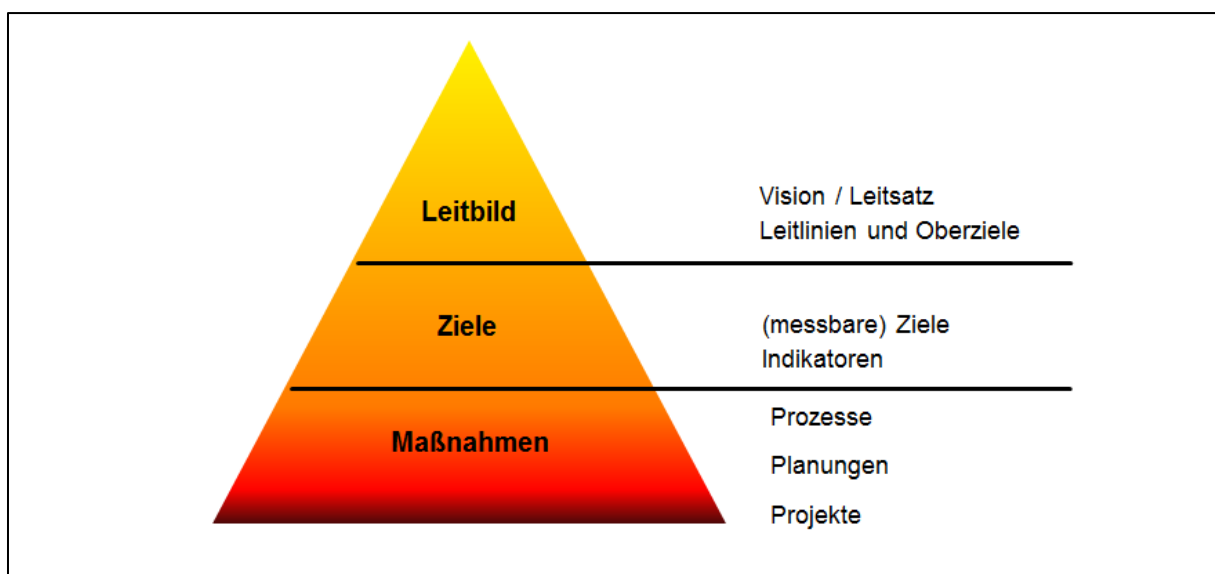 Leitbild
Vision / Leitsatz
Leitlinien und Oberziele
Ziele
(messbare) Ziele
Indikatoren
Maßnahmen
Prozesse
Planungen
Projekte